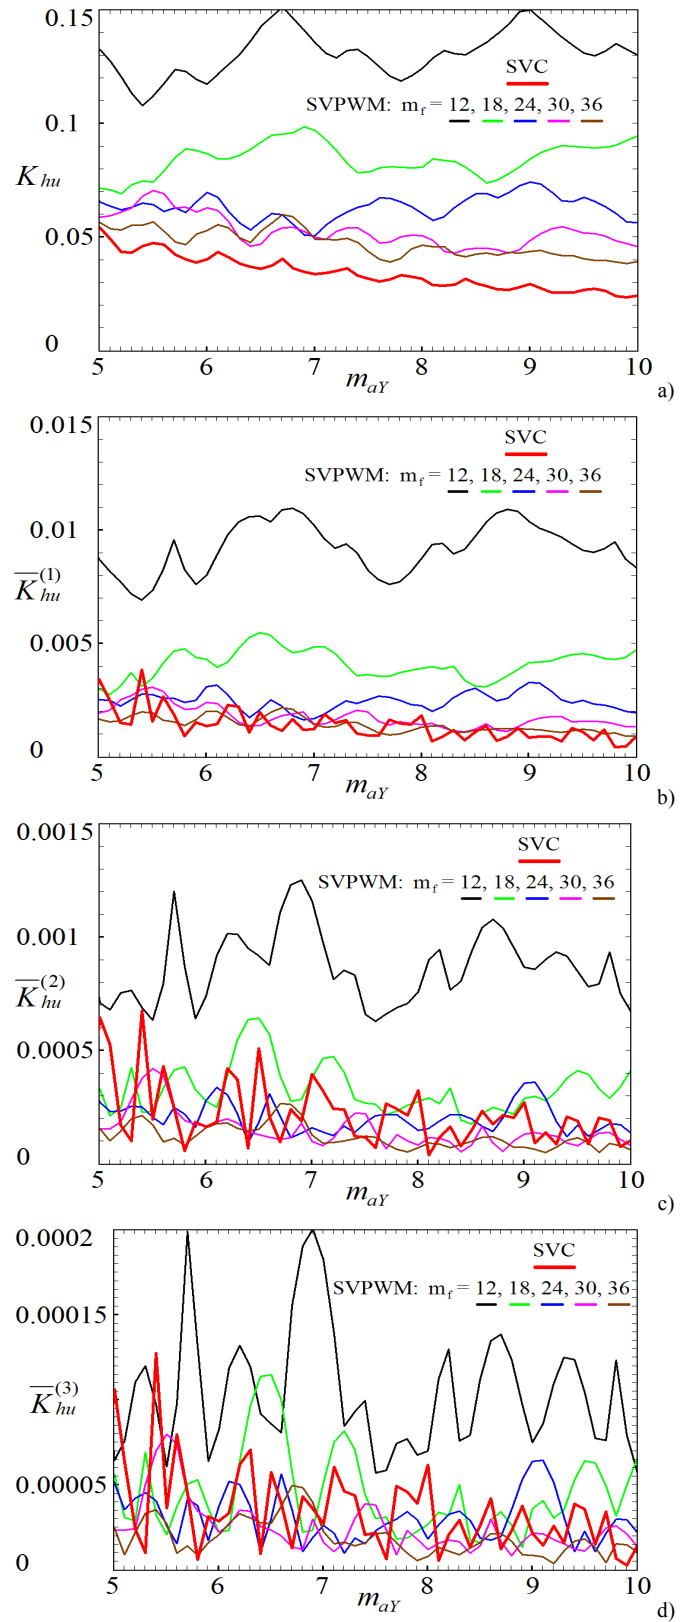 0.15
SVC
SVPWM: m_f = 12, 18, 24, 30, 36
0.1
K_hu
0.05
0
5 6 7 8 9 10
m_aY
a)
0.015
SVC
SVPWM: m_f = 12, 18, 24, 30, 36
0.01
K̅_hu^(1)
0.005
0
5 6 7 8 9 10
m_aY
b)
0.0015
SVC
SVPWM: m_f = 12, 18, 24, 30, 36
0.001
K̅_hu^(2)
0.0005
0
5 6 7 8 9 10
m_aY
c)
0.0002
SVC
SVPWM: m_f = 12, 18, 24, 30, 36
0.00015
K̅_hu^(3)
0.00005
0
5 6 7 8 9 10
m_aY
d)